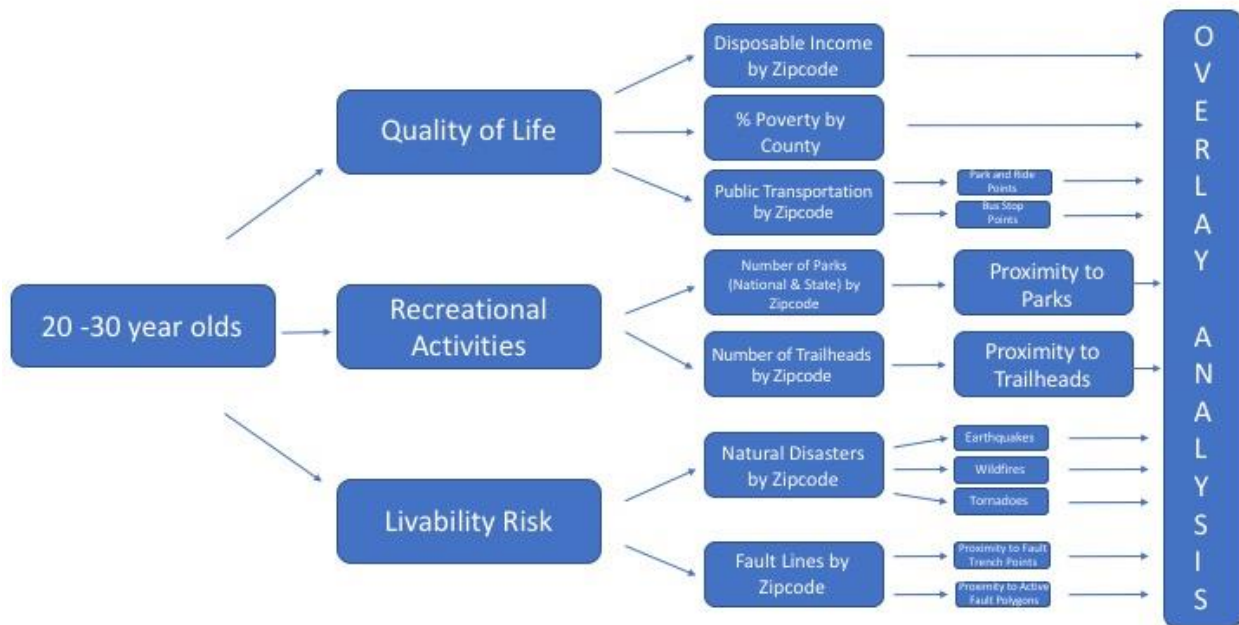 20 -30 year olds
Quality of Life
Recreational
Activities
Livability Risk
Disposable Income
by Zipcode
% Poverty by
County
Public Transportation
by Zipcode
Number of Parks
(National & State) by
Zipcode
Number of Trailheads
by Zipcode
Natural Disasters
by Zipcode
Fault Lines by
Zipcode
Park and Ride
Points
Bus Stop
Points
Proximity to
Parks
Proximity to
Trailheads
Earthquakes
Wildfires
Tornadoes
Proximity to Fault
Trench Points
Proximity to Active
Fault Polygons
OVERLAY ANALYSIS